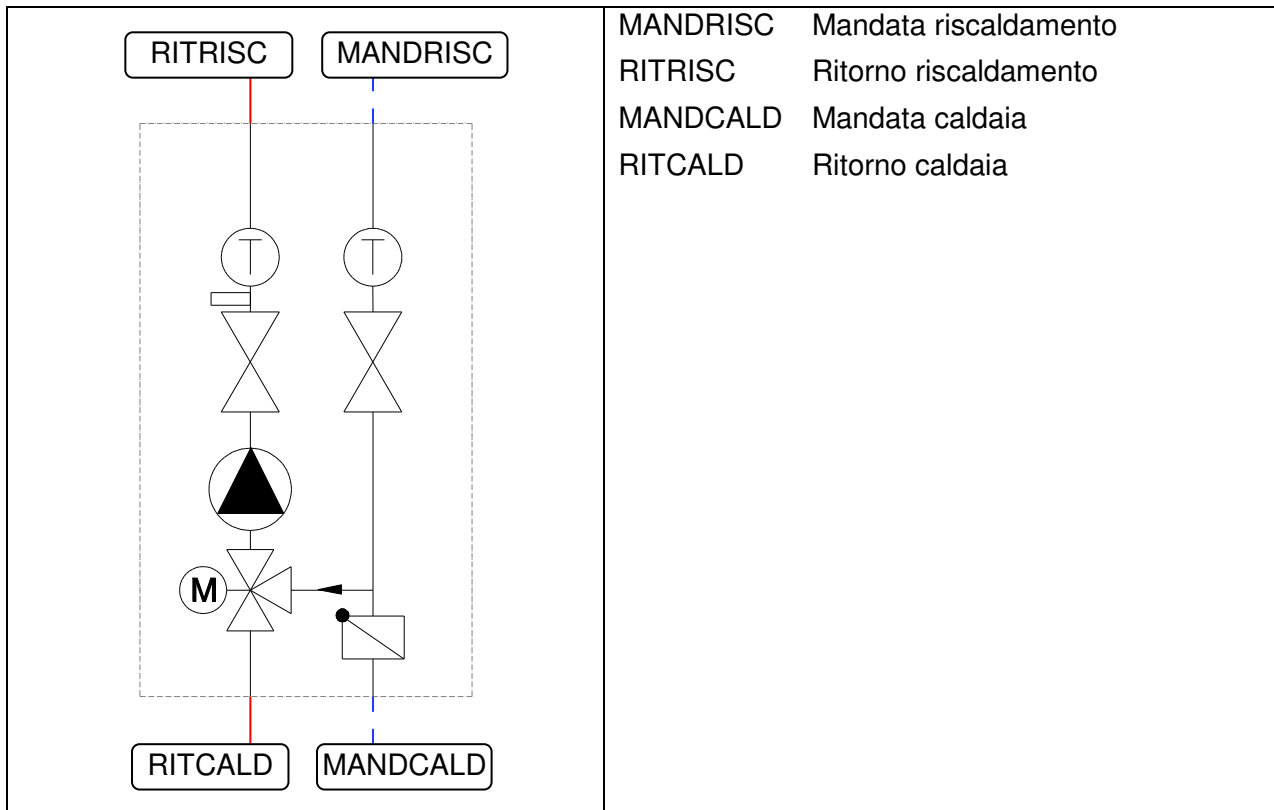 RITRISC MANDRISC
T T
M
RITCALD MANDCALD
MANDRISC Mandata riscaldamento
RITRISC Ritorno riscaldamento
MANDCALD Mandata caldaia
RITCALD Ritorno caldaia